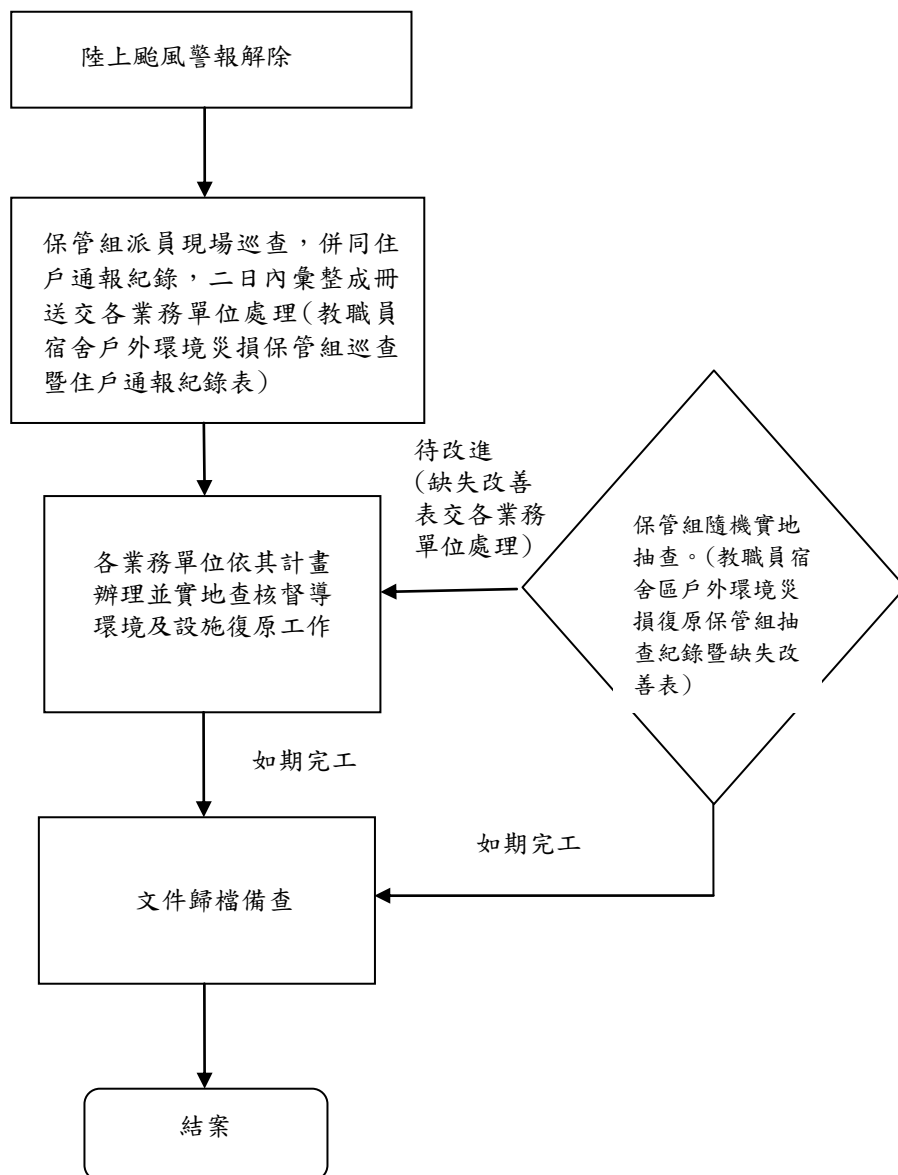 陸上颱風警報解除
保管組派員現場巡查，併同住
戶通報紀錄，二日內彙整成冊
送交各業務單位處理(教職員
宿舍戶外環境災損保管組巡查
暨住戶通報紀錄表)
待改進
(缺失改善
表交各業務
單位處理)
保管組隨機實地
抽查。(教職員宿
舍區戶外環境災
損復原保管組抽
查紀錄暨缺失改
善表)
各業務單位依其計畫
辦理並實地查核督導
環境及設施復原工作
如期完工
如期完工
文件歸檔備查
結案